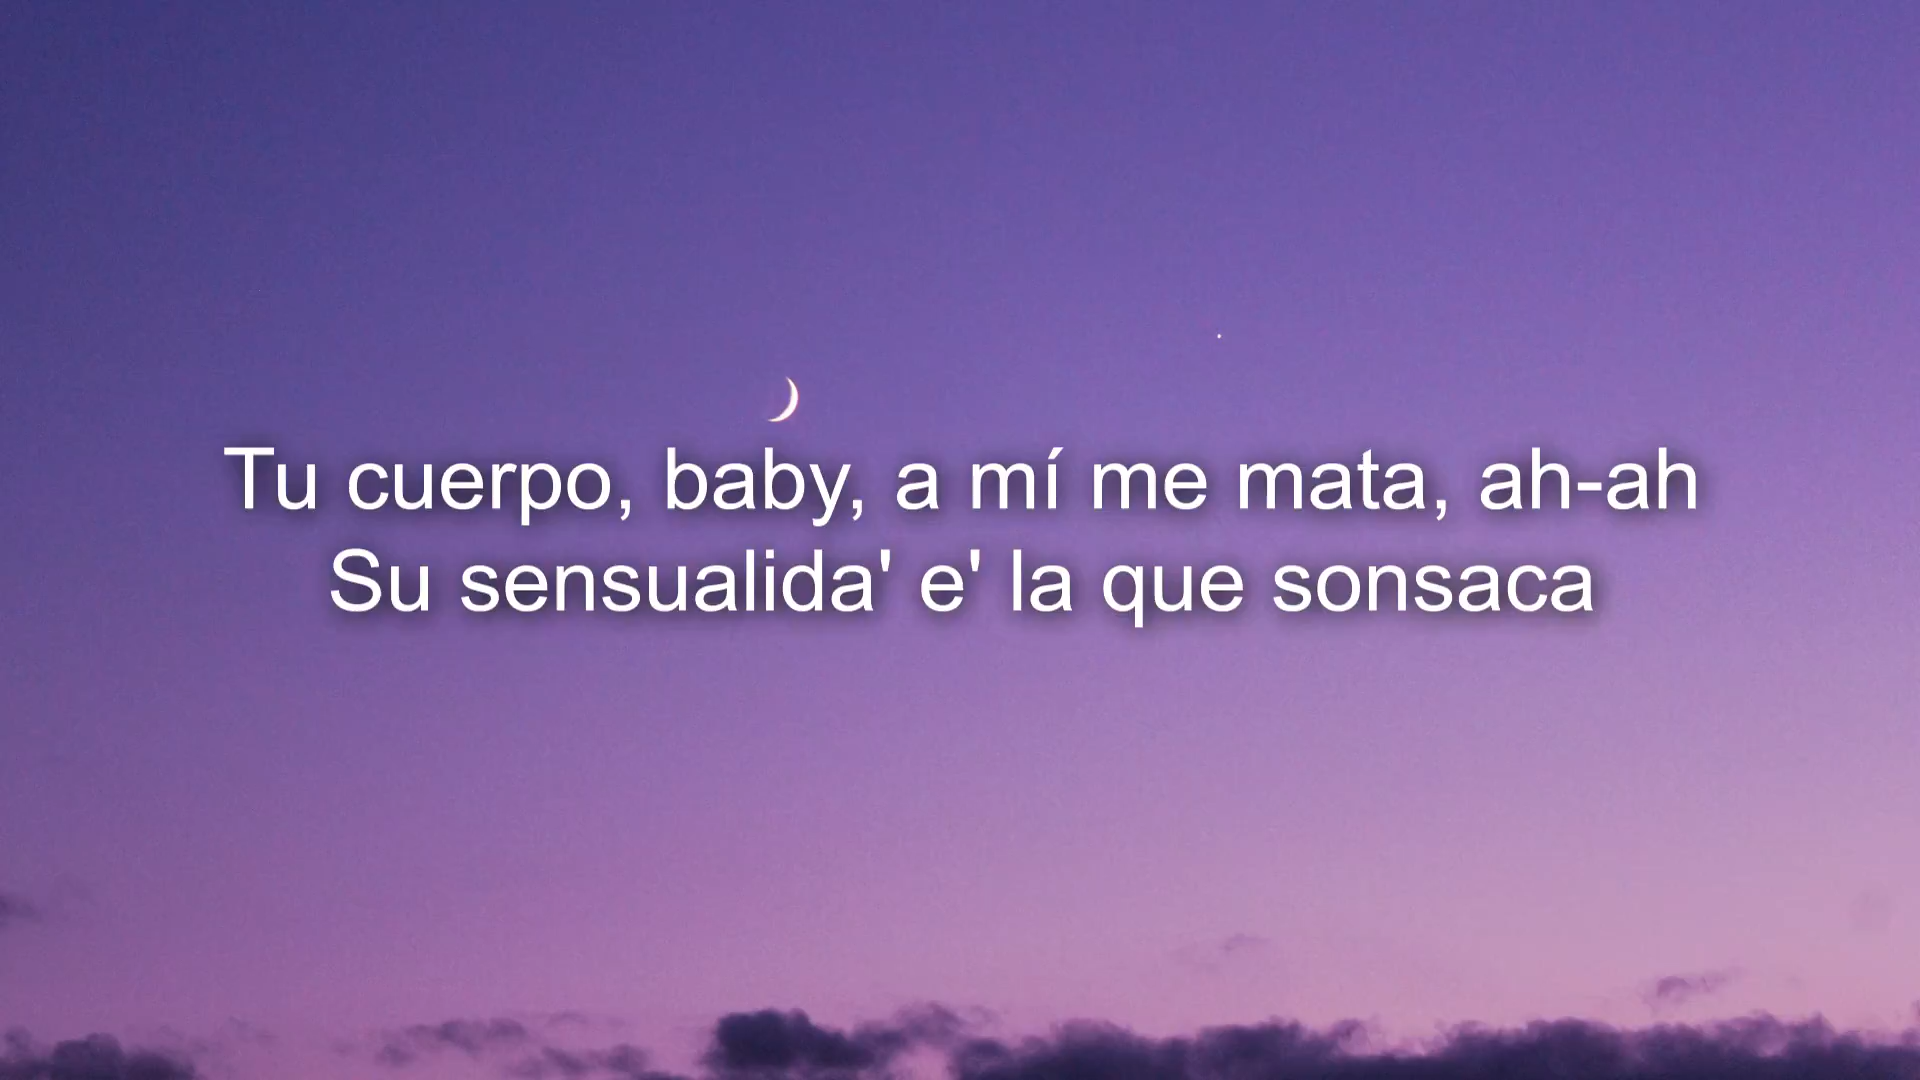 Tu cuerpo, baby, a mí me mata, ah-ah
Su sensualida' e' la que sonsaca